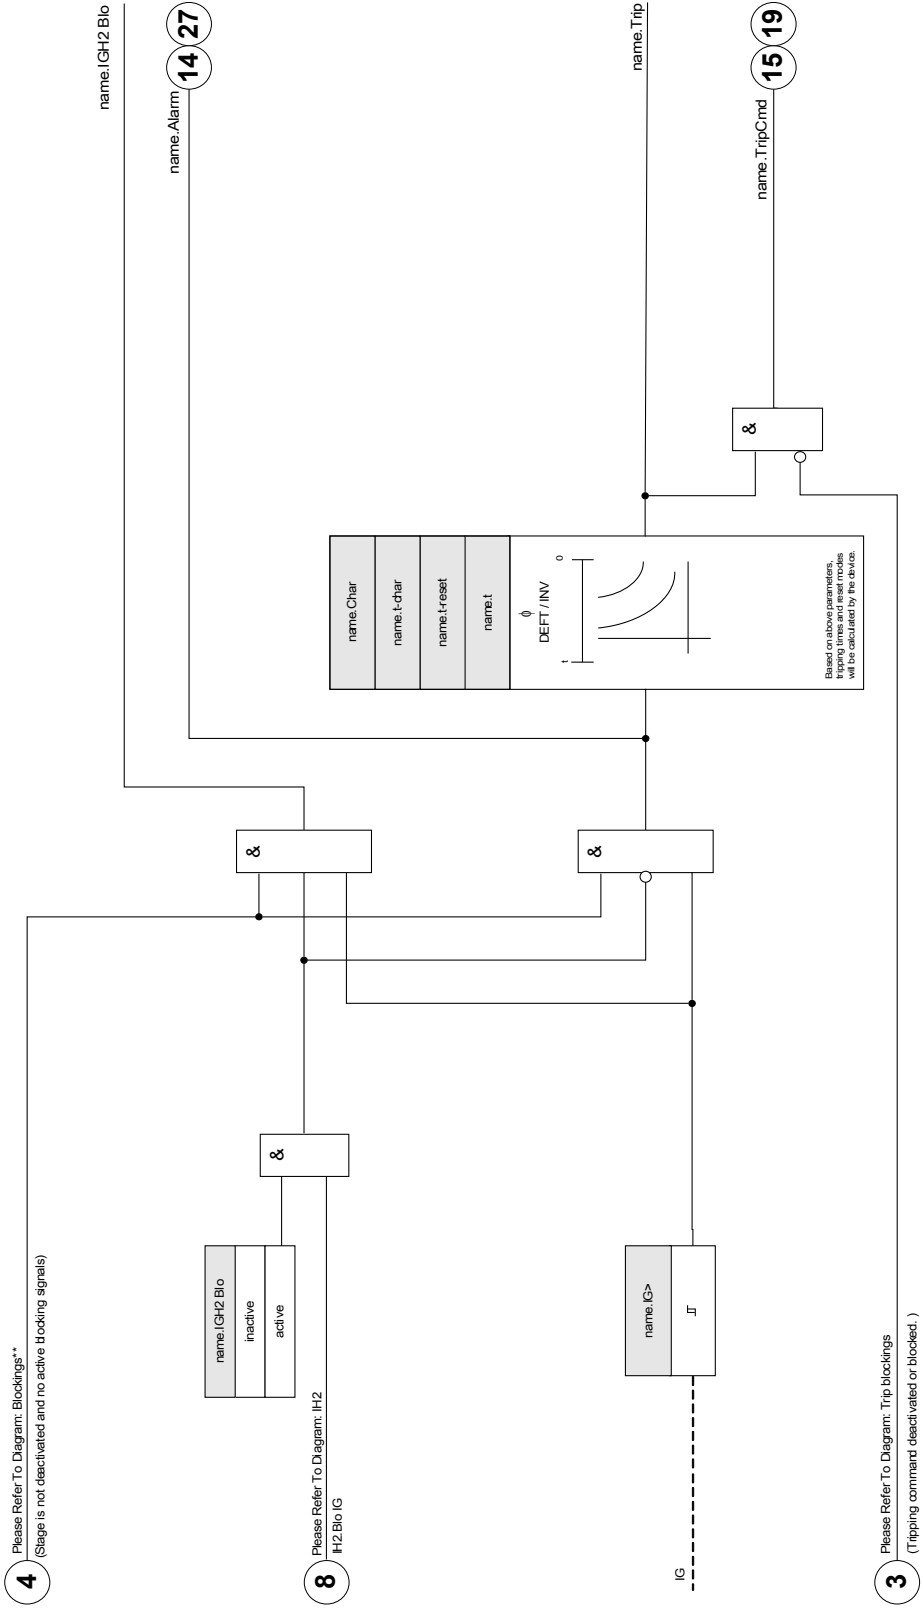 4
Please Refer To Diagram: Blockings**
(Stage is not deactivated and no active blocking signals)
name.IGH2 Blo
inactive
active
8
Please Refer To Diagram: IH2
IH2.Blo IG
&
&
name.IGH2 Blo
name.Alarm
14
27
IG
name.IG>
&
name.Char
name.t-char
name.t-reset
name.t
ϕ
DEFT / INV
t
0
Based on above parameters,
tripping times and reset modes
will be calculated by the device.
name.Trip
&
name.TripCmd
15
19
3
Please Refer To Diagram: Trip blockings
(Tripping command deactivated or blocked. )